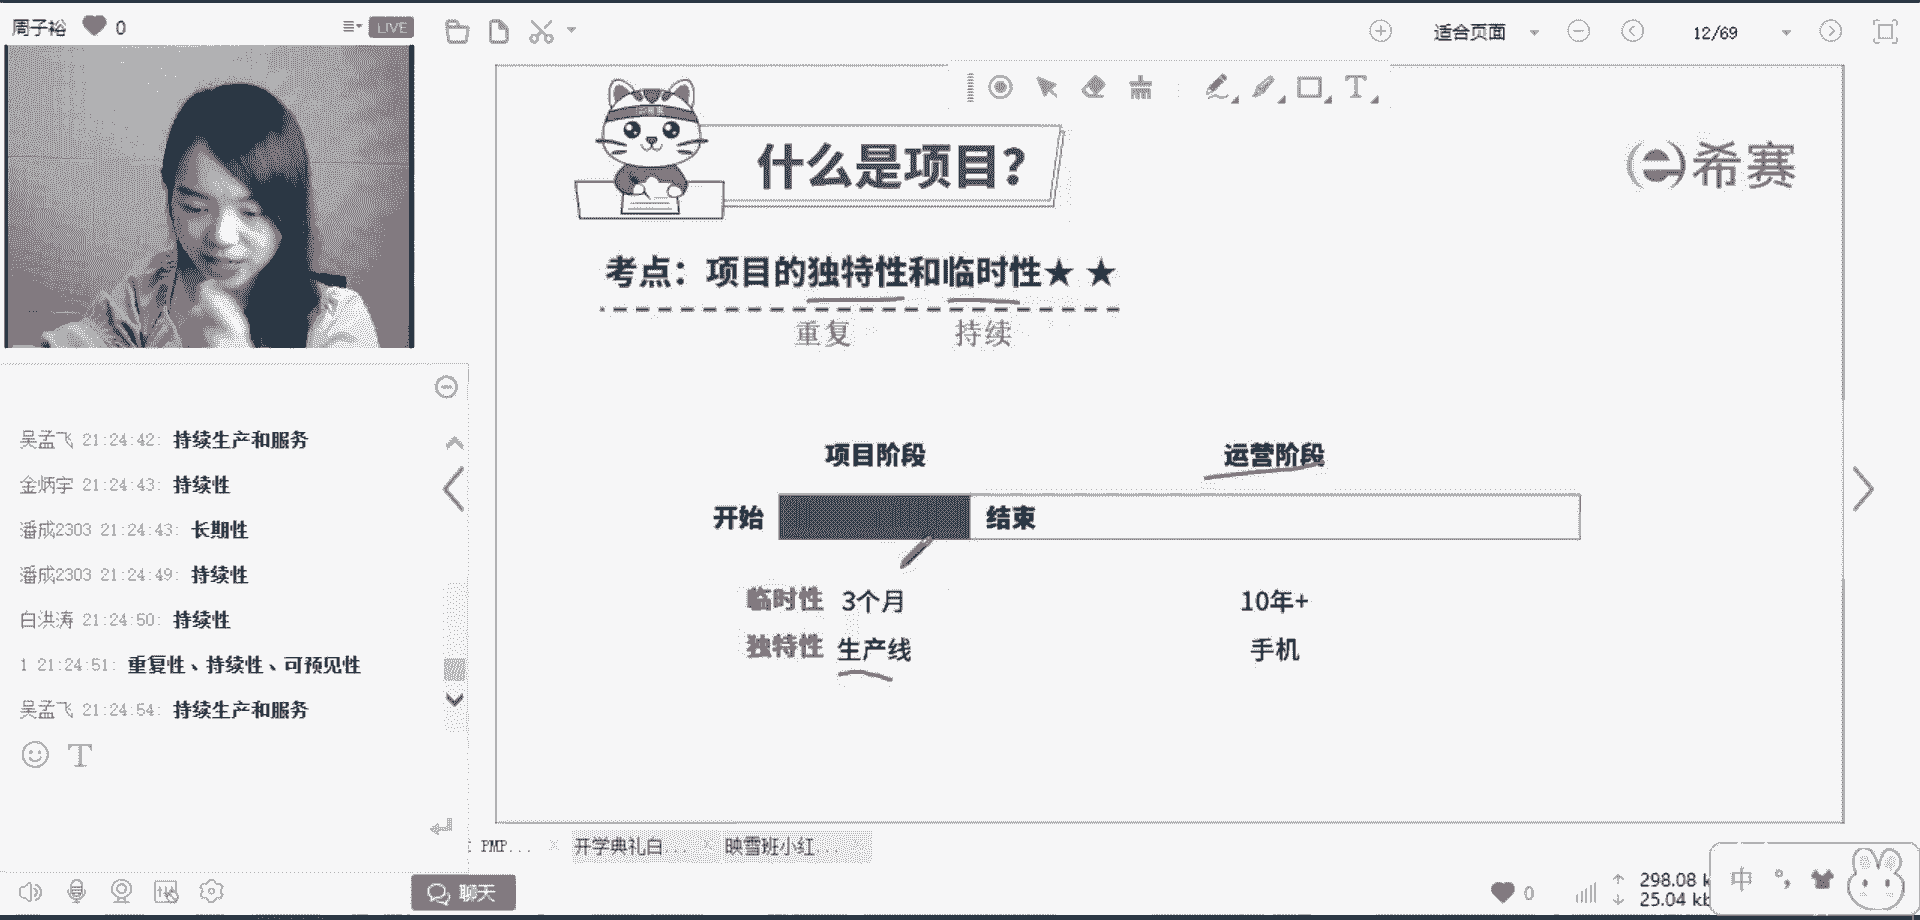 周子裕 0 LIVE
适合页面 12/69
什么是项目?
希赛
考点：项目的独特性和临时性★★
重复 持续
项目阶段 运营阶段
开始 结束
临时性 3个月 10年+
独特性 生产线 手机
吴孟飞 21:24:42: 持续生产和服务
金炳宇 21:24:43: 持续性
潘成2303 21:24:43: 长期性
潘成2303 21:24:49: 持续性
白洪涛 21:24:50: 持续性
1 21:24:51: 重复性、持续性、可预见性
吴孟飞 21:24:54: 持续生产和服务
PMP... 开学典礼白... 映雪班小红...
聊天
0
298.08 k
25.04 kb
中